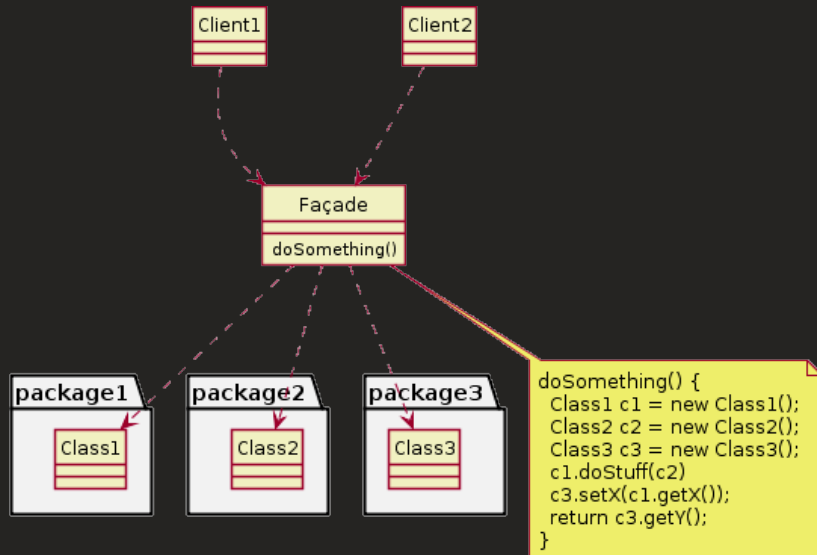 Client1
Client2
Façade
doSomething()
package1
package2
package3
Class1
Class2
Class3
doSomething() {
Class1 c1 = new Class1();
Class2 c2 = new Class2();
Class3 c3 = new Class3();
c1.doStuff(c2)
c3.setX(c1.getX());
return c3.getY();
}